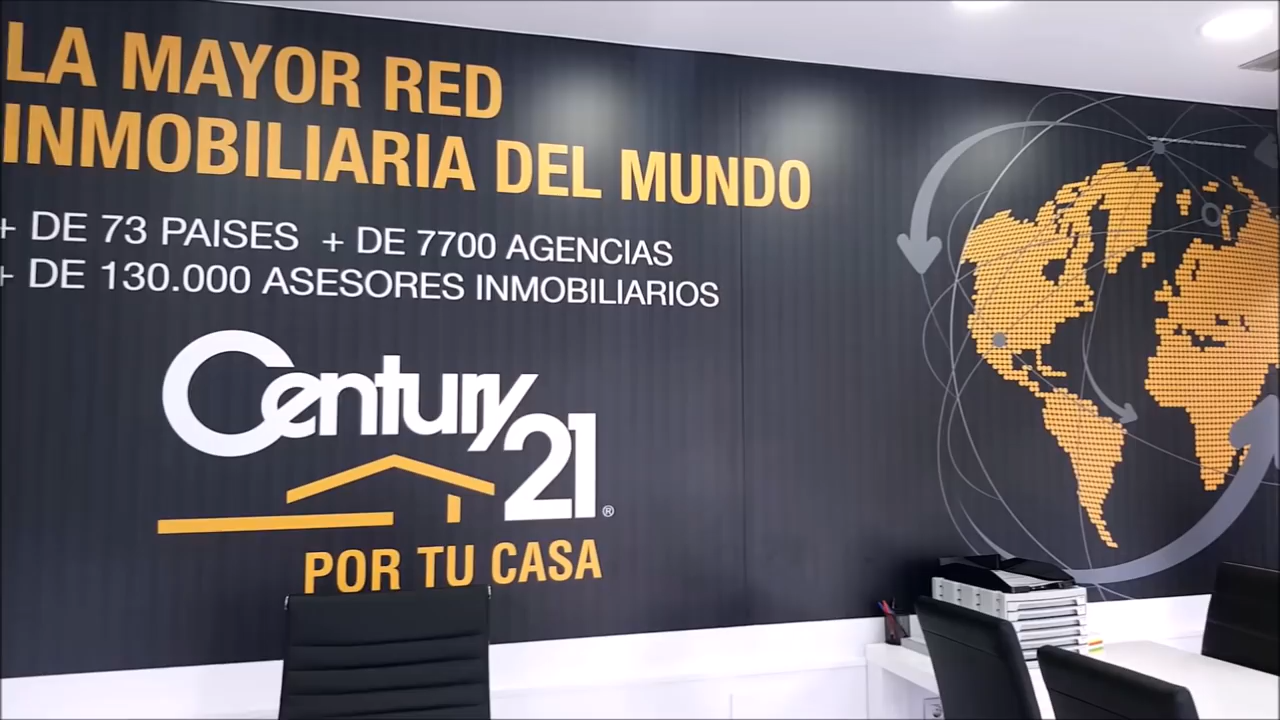 LA MAYOR RED
INMOBILIARIA DEL MUNDO
+ DE 73 PAISES + DE 7700 AGENCIAS
+ DE 130.000 ASESORES INMOBILIARIOS
Century
21®
POR TU CASA